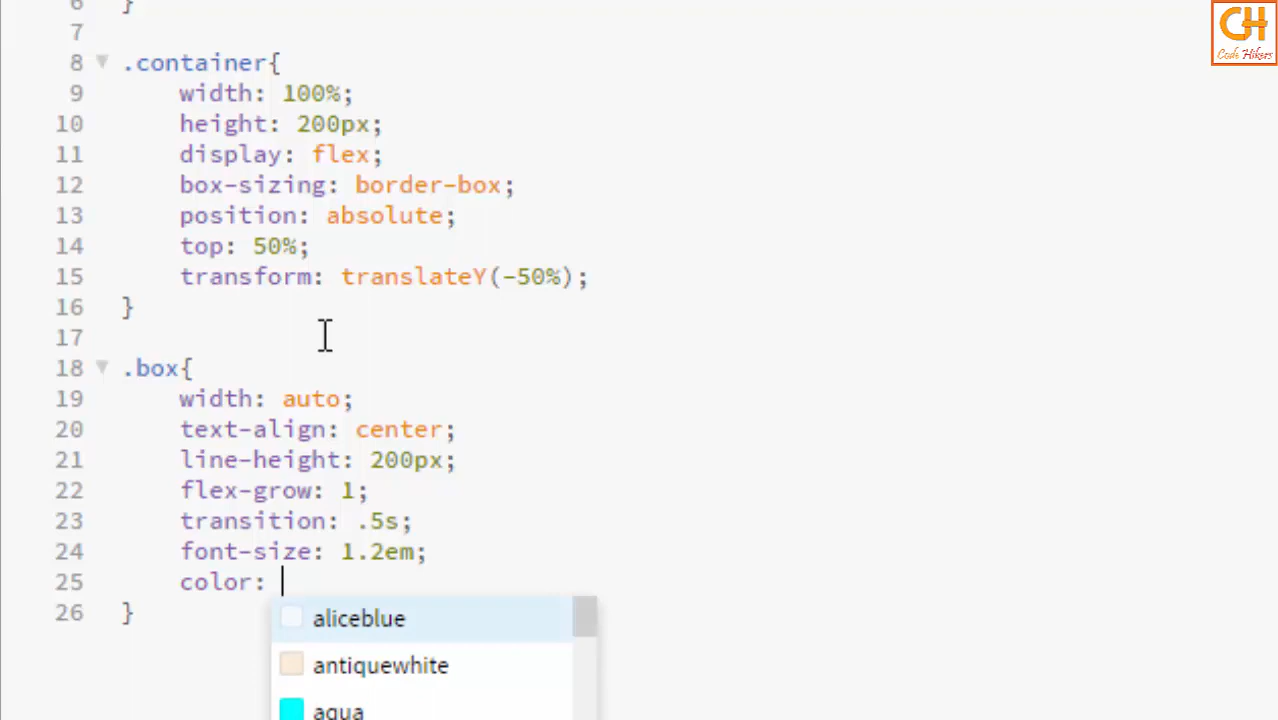 6 }
7
8 .container{
9 width: 100%;
10 height: 200px;
11 display: flex;
12 box-sizing: border-box;
13 position: absolute;
14 top: 50%;
15 transform: translateY(-50%);
16 }
17
18 .box{
19 width: auto;
20 text-align: center;
21 line-height: 200px;
22 flex-grow: 1;
23 transition: .5s;
24 font-size: 1.2em;
25 color:
26 }
aliceblue
antiquewhite
aqua
CH
Code Hikers